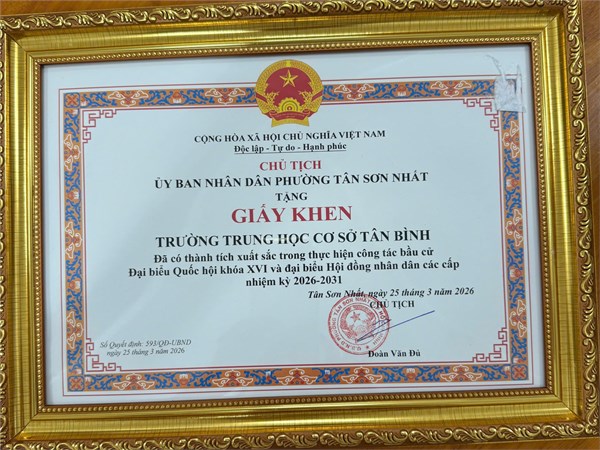 CỘNG HÒA XÃ HỘI CHỦ NGHĨA VIỆT NAM
Độc lập - Tự do - Hạnh phúc
CHỦ TỊCH
ỦY BAN NHÂN DÂN PHƯỜNG TÂN SƠN NHẤT
TẶNG
GIẤY KHEN
TRƯỜNG TRUNG HỌC CƠ SỞ TÂN BÌNH
Đã có thành tích xuất sắc trong thực hiện công tác bầu cử
Đại biểu Quốc hội khóa XVI và đại biểu Hội đồng nhân dân các cấp
nhiệm kỳ 2026-2031
Tân Sơn Nhất, ngày 25 tháng 3 năm 2026
CHỦ TỊCH
Đoàn Văn Đủ
Số Quyết định: 593/QĐ-UBND
ngày 25 tháng 3 năm 2026